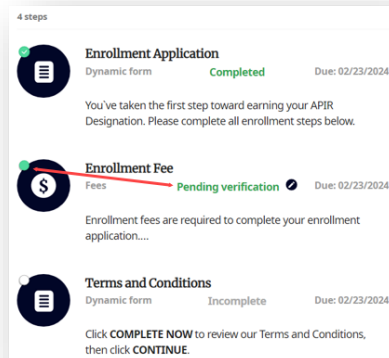 4 steps
Enrollment Application
Dynamic form Completed Due: 02/23/2024
You`ve taken the first step toward earning your APIR
Designation. Please complete all enrollment steps below.
Enrollment Fee
$ Fees Pending verification Due: 02/23/2024
Enrollment fees are required to complete your enrollment
application....
Terms and Conditions
Dynamic form Incomplete Due: 02/23/2024
Click COMPLETE NOW to review our Terms and Conditions,
then click CONTINUE.